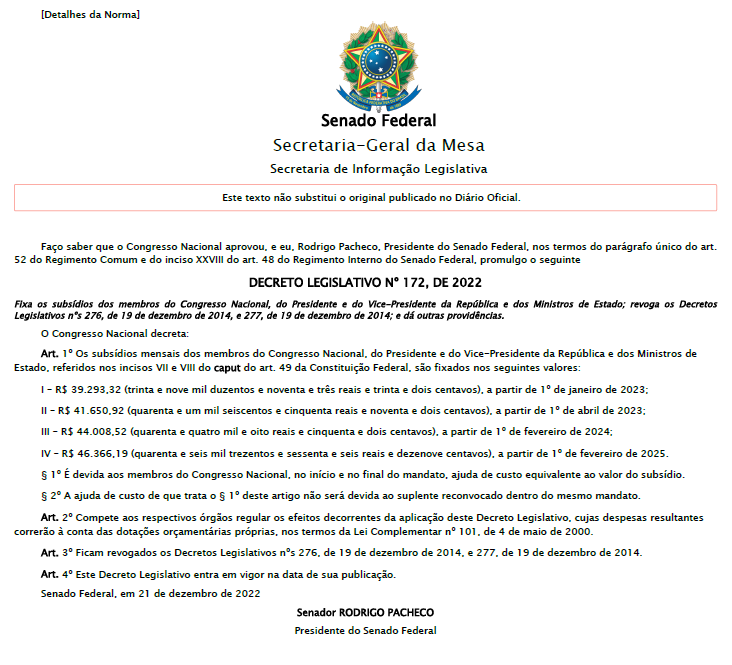 [Detalhes da Norma]
Senado Federal
Secretaria-Geral da Mesa
Secretaria de Informação Legislativa
Este texto não substitui o original publicado no Diário Oficial.
Faço saber que o Congresso Nacional aprovou, e eu, Rodrigo Pacheco, Presidente do Senado Federal, nos termos do parágrafo único do art.
52 do Regimento Comum e do inciso XXVIII do art. 48 do Regimento Interno do Senado Federal, promulgo o seguinte
DECRETO LEGISLATIVO Nº 172, DE 2022
Fixa os subsídios dos membros do Congresso Nacional, do Presidente e do Vice-Presidente da República e dos Ministros de Estado; revoga os Decretos
Legislativos nºs 276, de 19 de dezembro de 2014, e 277, de 19 de dezembro de 2014; e dá outras providências.
O Congresso Nacional decreta:
Art. 1º Os subsídios mensais dos membros do Congresso Nacional, do Presidente e do Vice-Presidente da República e dos Ministros de
Estado, referidos nos incisos VII e VIII do caput do art. 49 da Constituição Federal, são fixados nos seguintes valores:
I - R$ 39.293,32 (trinta e nove mil duzentos e noventa e três reais e trinta e dois centavos), a partir de 1º de janeiro de 2023;
II - R$ 41.650,92 (quarenta e um mil seiscentos e cinquenta reais e noventa e dois centavos), a partir de 1º de abril de 2023;
III - R$ 44.008,52 (quarenta e quatro mil e oito reais e cinquenta e dois centavos), a partir de 1º de fevereiro de 2024;
IV - R$ 46.366,19 (quarenta e seis mil trezentos e sessenta e seis reais e dezenove centavos), a partir de 1º de fevereiro de 2025.
§ 1º É devida aos membros do Congresso Nacional, no início e no final do mandato, ajuda de custo equivalente ao valor do subsídio.
§ 2º A ajuda de custo de que trata o § 1º deste artigo não será devida ao suplente reconvocado dentro do mesmo mandato.
Art. 2º Compete aos respectivos órgãos regular os efeitos decorrentes da aplicação deste Decreto Legislativo, cujas despesas resultantes
correrão à conta das dotações orçamentárias próprias, nos termos da Lei Complementar nº 101, de 4 de maio de 2000.
Art. 3º Ficam revogados os Decretos Legislativos nºs 276, de 19 de dezembro de 2014, e 277, de 19 de dezembro de 2014.
Art. 4º Este Decreto Legislativo entra em vigor na data de sua publicação.
Senado Federal, em 21 de dezembro de 2022
Senador RODRIGO PACHECO
Presidente do Senado Federal